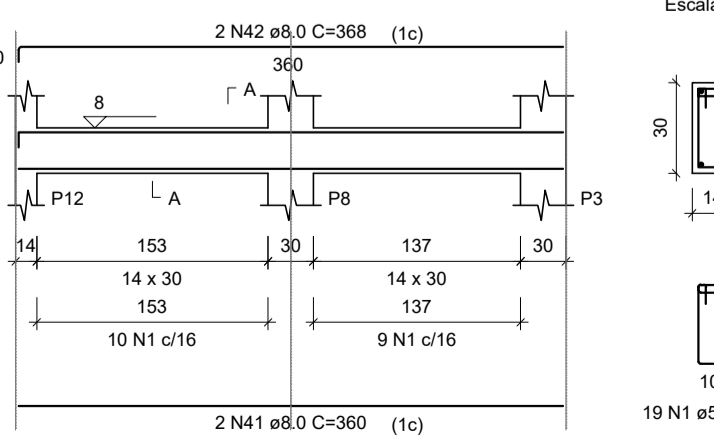 Escala
2 N42 ø8.0 C=368 (1c)
0
360
A
8
30
P12
A
P8
P3
14
153
30
137
30
14 x 30
14 x 30
153
137
10 N1 c/16
9 N1 c/16
10
19 N1 ø5
2 N41 ø8.0 C=360 (1c)